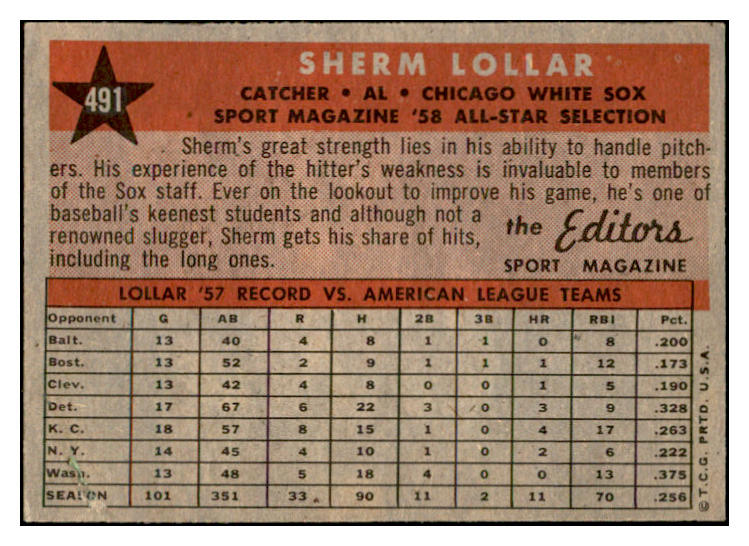 491
SHERM LOLLAR
CATCHER • AL • CHICAGO WHITE SOX
SPORT MAGAZINE '58 ALL-STAR SELECTION
Sherm's great strength lies in his ability to handle pitch-
ers. His experience of the hitter's weakness is invaluable to members
of the Sox staff. Ever on the lookout to improve his game, he's one of
baseball's keenest students and although not a
renowned slugger, Sherm gets his share of hits,
including the long ones.
the Editors
SPORT MAGAZINE
LOLLAR '57 RECORD VS. AMERICAN LEAGUE TEAMS
Opponent G AB R H 2B 3B HR RBI Pct.
Balt. 13 40 4 8 1 1 0 8 .200
Bost. 13 52 2 9 1 1 1 12 .173
Clev. 13 42 4 8 0 0 1 5 .190
Det. 17 67 6 22 3 0 3 9 .328
K. C. 18 57 8 15 1 0 4 17 .263
N. Y. 14 45 4 10 1 0 2 6 .222
Wash. 13 48 5 18 4 0 0 13 .375
SEASON 101 351 33 90 11 2 11 70 .256
© T.C.G. PRTD. U.S.A.